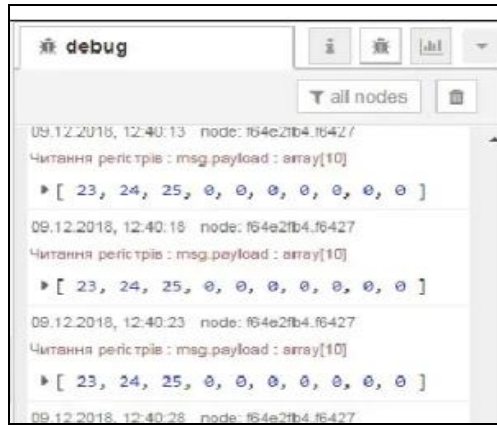 debug
all nodes
09.12.2018, 12:40:13 node: f64e2fb4.f6427
Читання регістрів : msg.payload : array[10]
[ 23, 24, 25, 0, 0, 0, 0, 0, 0, 0 ]
09.12.2018, 12:40:18 node: f64e2fb4.f6427
Читання регістрів : msg.payload : array[10]
[ 23, 24, 25, 0, 0, 0, 0, 0, 0, 0 ]
09.12.2018, 12:40:23 node: f64e2fb4.f6427
Читання регістрів : msg.payload : array[10]
[ 23, 24, 25, 0, 0, 0, 0, 0, 0, 0 ]
09.12.2018, 12:40:28 node: f64e2fb4.f6427